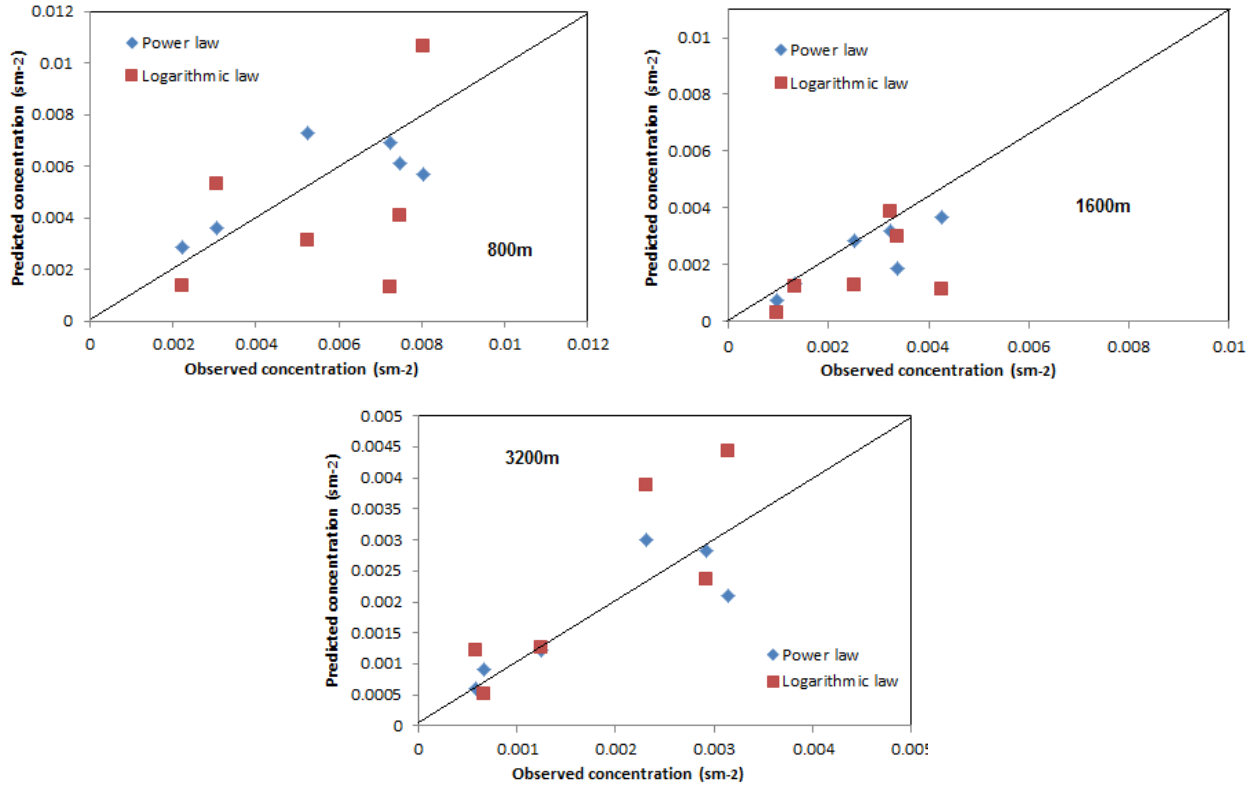 0.012
0.01
0.008
0.006
0.004
0.002
0
Predicted concentration (sm-2)
Power law
Logarithmic law
800m
0 0.002 0.004 0.006 0.008 0.01 0.012
Observed concentration (sm-2)
0.01
0.008
0.006
0.004
0.002
0
Predicted concentration (sm-2)
Power law
Logarithmic law
1600m
0 0.002 0.004 0.006 0.008 0.01
Observed concentration (sm-2)
0.005
0.0045
0.004
0.0035
0.003
0.0025
0.002
0.0015
0.001
0.0005
0
Predicted concentration (sm-2)
3200m
Power law
Logarithmic law
0 0.001 0.002 0.003 0.004 0.005
Observed concentration (sm-2)